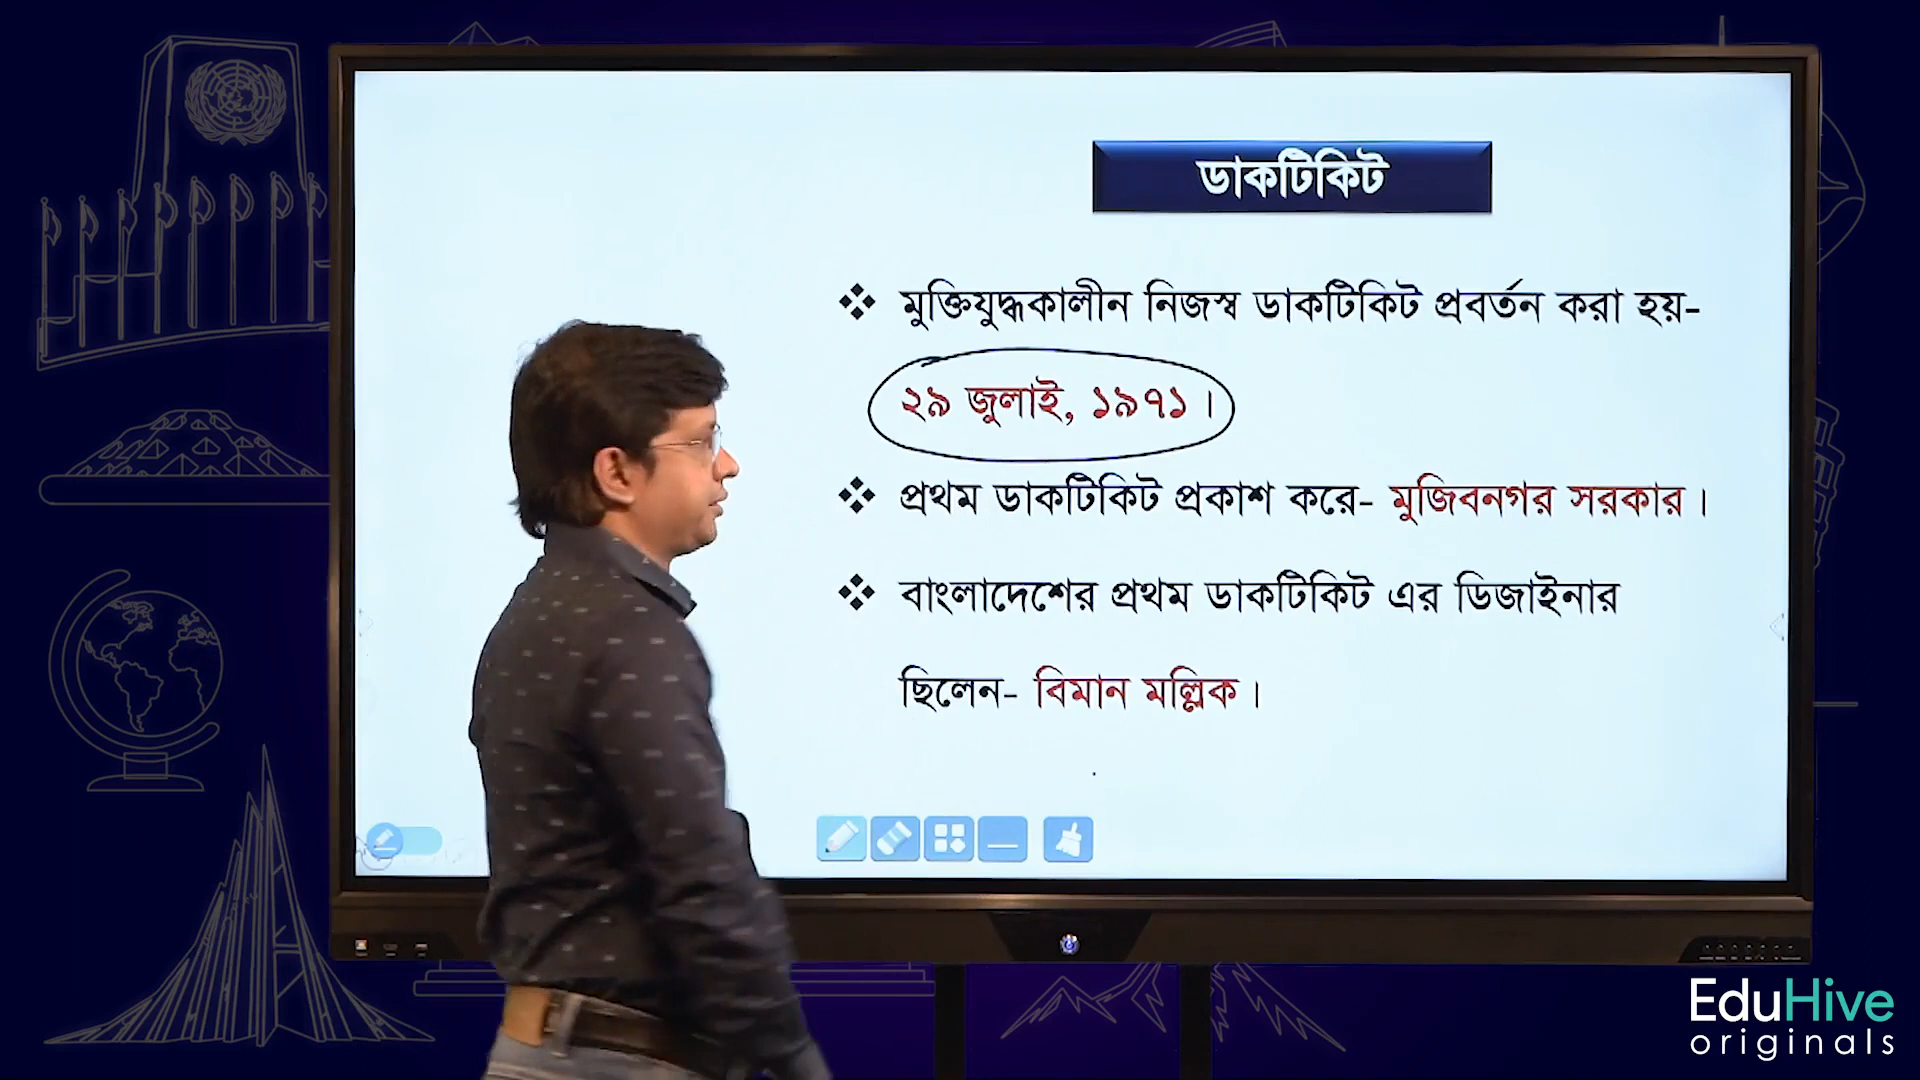 ডাকটিকিট
❖ মুক্তিযুদ্ধকালীন নিজস্ব ডাকটিকিট প্রবর্তন করা হয়-
২৯ জুলাই, ১৯৭১।
❖ প্রথম ডাকটিকিট প্রকাশ করে- মুজিবনগর সরকার।
❖ বাংলাদেশের প্রথম ডাকটিকিট এর ডিজাইনার
ছিলেন- বিমান মল্লিক।
EduHive
originals